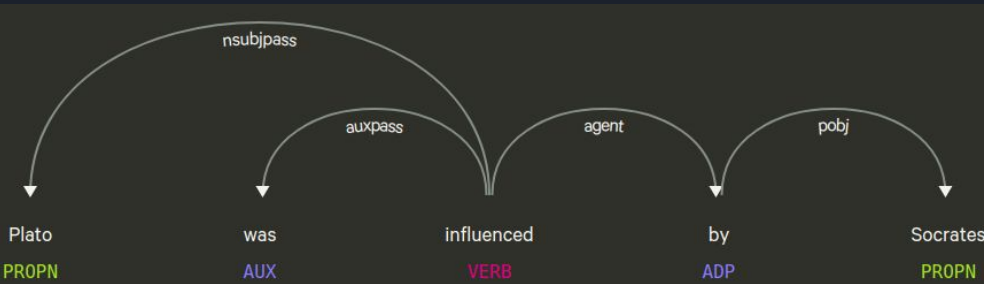 nsubjpass
auxpass agent pobj
Plato was influenced by Socrates
PROPN AUX VERB ADP PROPN